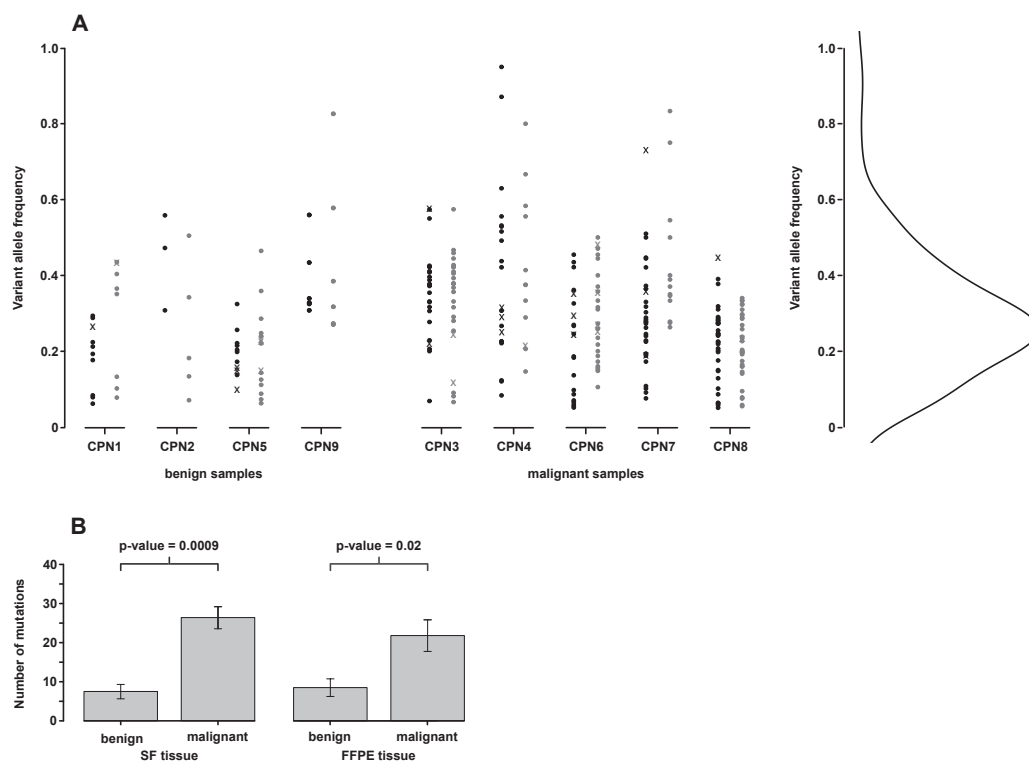 A
1.0
0.8
0.6
0.4
0.2
0
Variant allele frequency
CPN1 CPN2 CPN5 CPN9 CPN3 CPN4 CPN6 CPN7 CPN8
benign samples malignant samples
1.0
0.8
0.6
0.4
0.2
0
Variant allele frequency
B
p-value = 0.0009 p-value = 0.02
40
30
20
10
0
Number of mutations
benign malignant benign malignant
SF tissue FFPE tissue